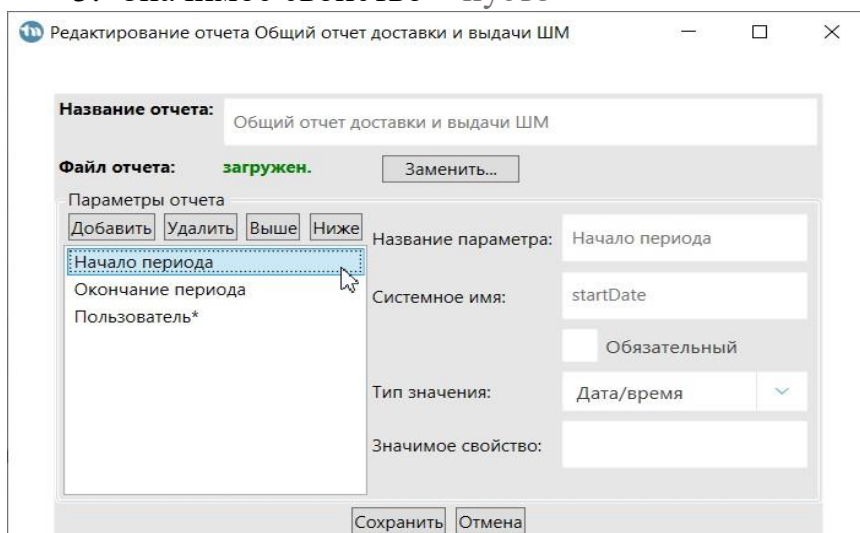 Редактирование отчета Общий отчет доставки и выдачи ШМ
Название отчета: Общий отчет доставки и выдачи ШМ
Файл отчета: загружен. Заменить...
Параметры отчета
Добавить Удалить Выше Ниже
Начало периода
Окончание периода
Пользователь*
Название параметра: Начало периода
Системное имя: startDate
Обязательный
Тип значения: Дата/время
Значимое свойство:
Сохранить Отмена